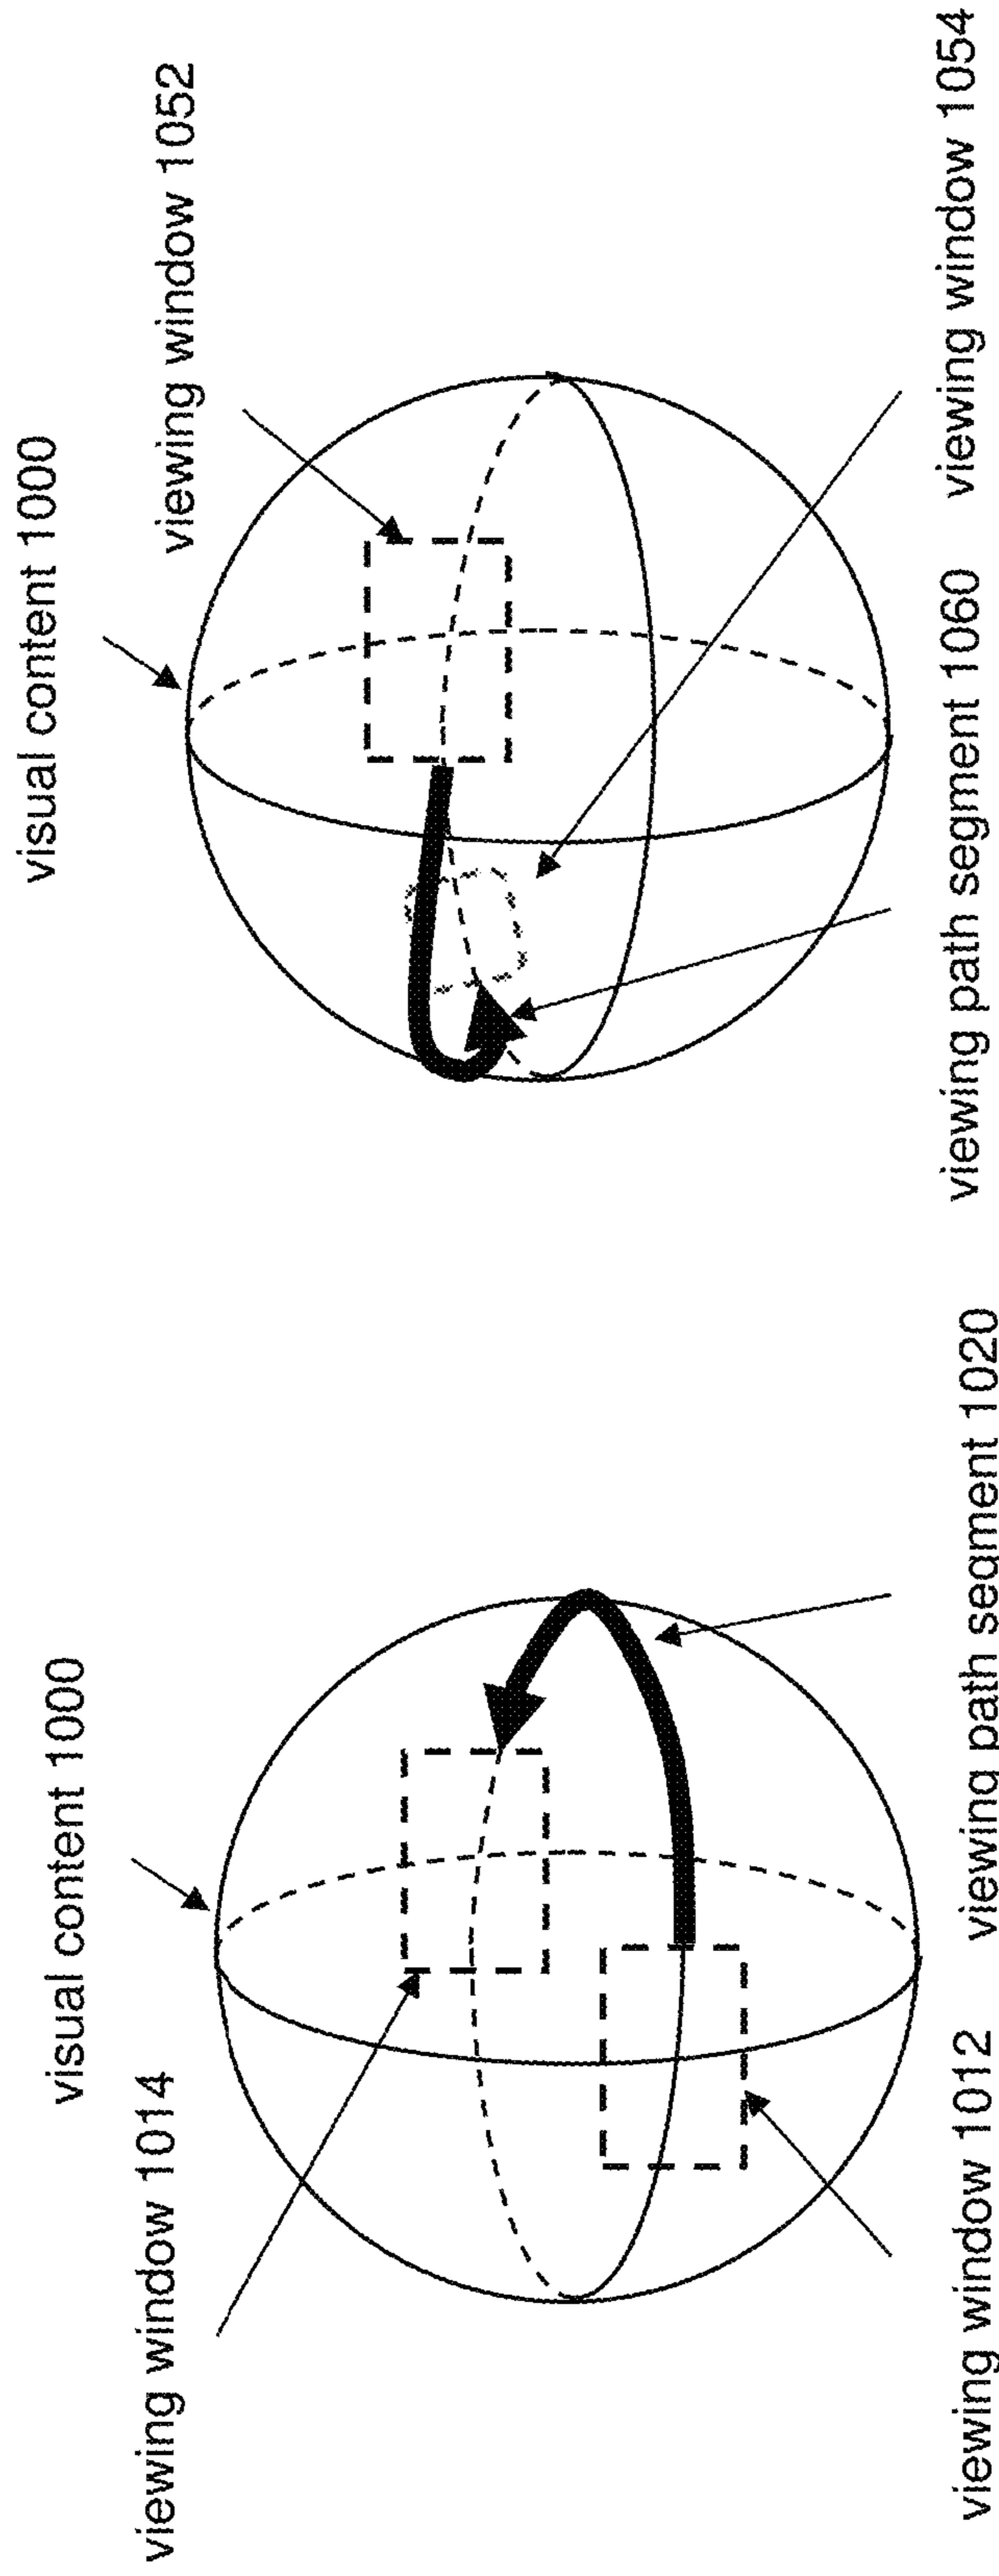 visual content 1000
viewing window 1014
viewing window 1012
viewing path segment 1020
visual content 1000
viewing window 1052
viewing path segment 1060
viewing window 1054